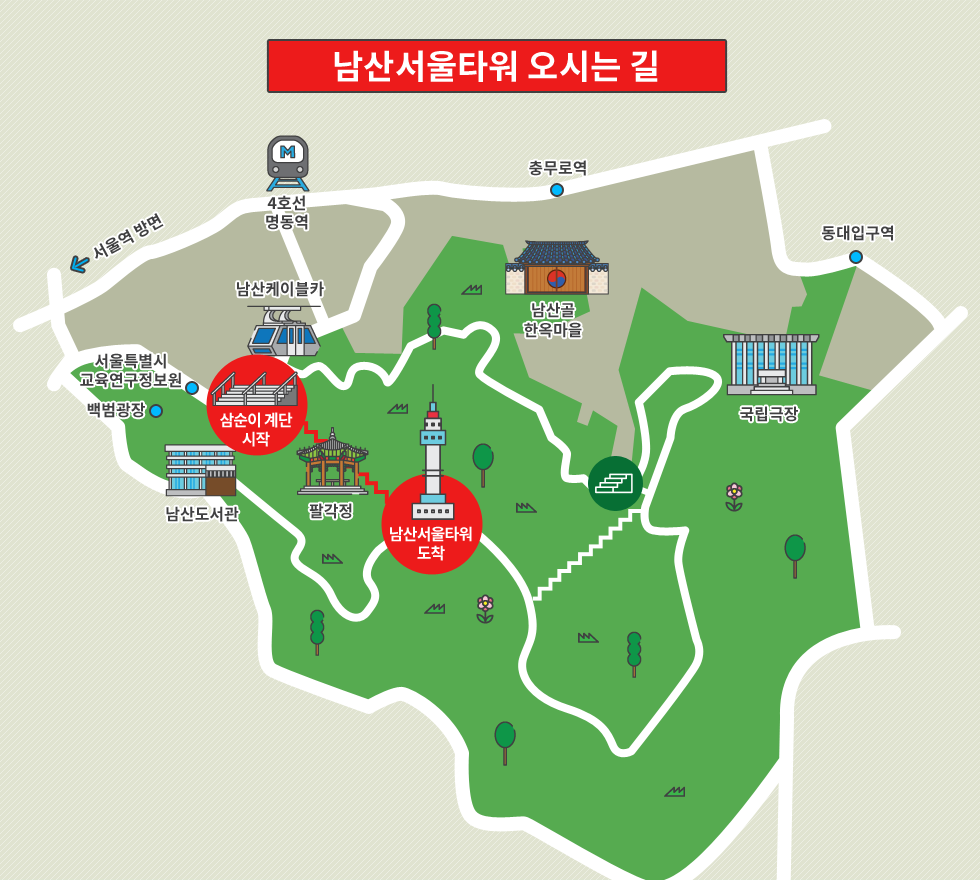 남산서울타워 오시는 길
M
4호선
명동역
충무로역
서울역 방면
동대입구역
남산케이블카
남산골
한옥마을
서울특별시
교육연구정보원
백범광장
삼순이 계단
시작
국립극장
남산도서관
팔각정
남산서울타워
도착